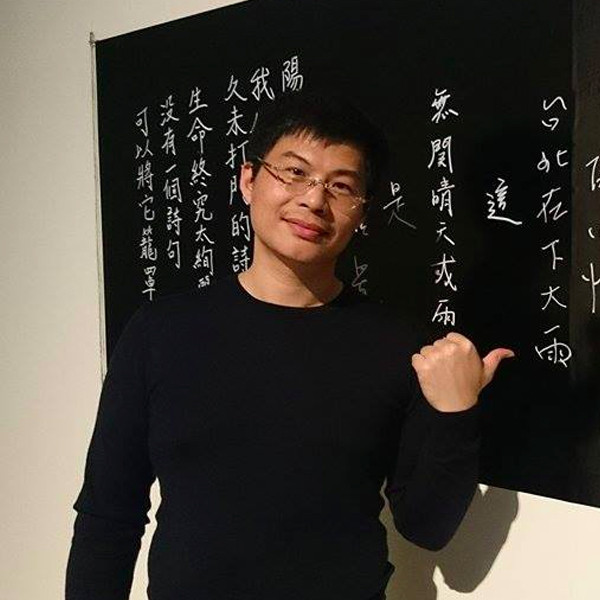 台北在下大雨
這
無關晴天或雨
是
陽
我
久未打開的詩
生命終究太絢
沒有一個詩句
可以將它籠罩